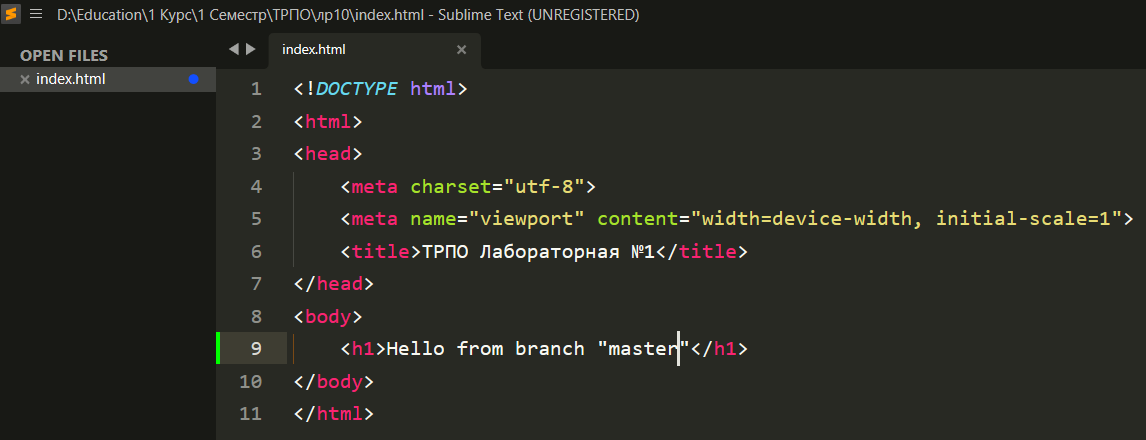 D:\Education\1 Курс\1 Семестр\ТРПО\лр10\index.html - Sublime Text (UNREGISTERED)
OPEN FILES
index.html
index.html
1 <!DOCTYPE html>
2 <html>
3 <head>
4 <meta charset="utf-8">
5 <meta name="viewport" content="width=device-width, initial-scale=1">
6 <title>ТРПО Лабораторная №1</title>
7 </head>
8 <body>
9 <h1>Hello from branch "master"</h1>
10 </body>
11 </html>